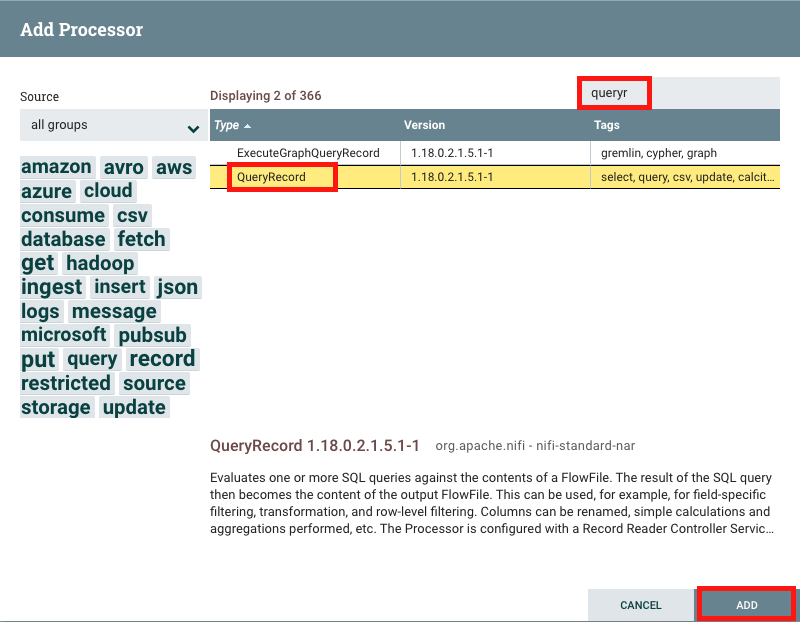 Add Processor
Source
Displaying 2 of 366
queryr
all groups
Type Version Tags
ExecuteGraphQueryRecord 1.18.0.2.1.5.1-1 gremlin, cypher, graph
QueryRecord 1.18.0.2.1.5.1-1 select, query, csv, update, calcit...
amazon avro aws
azure cloud
consume csv
database fetch
get hadoop
ingest insert json
logs message
microsoft pubsub
put query record
restricted source
storage update
QueryRecord 1.18.0.2.1.5.1-1 org.apache.nifi - nifi-standard-nar
Evaluates one or more SQL queries against the contents of a FlowFile. The result of the SQL query
then becomes the content of the output FlowFile. This can be used, for example, for field-specific
filtering, transformation, and row-level filtering. Columns can be renamed, simple calculations and
aggregations performed, etc. The Processor is configured with a Record Reader Controller Servic...
CANCEL ADD